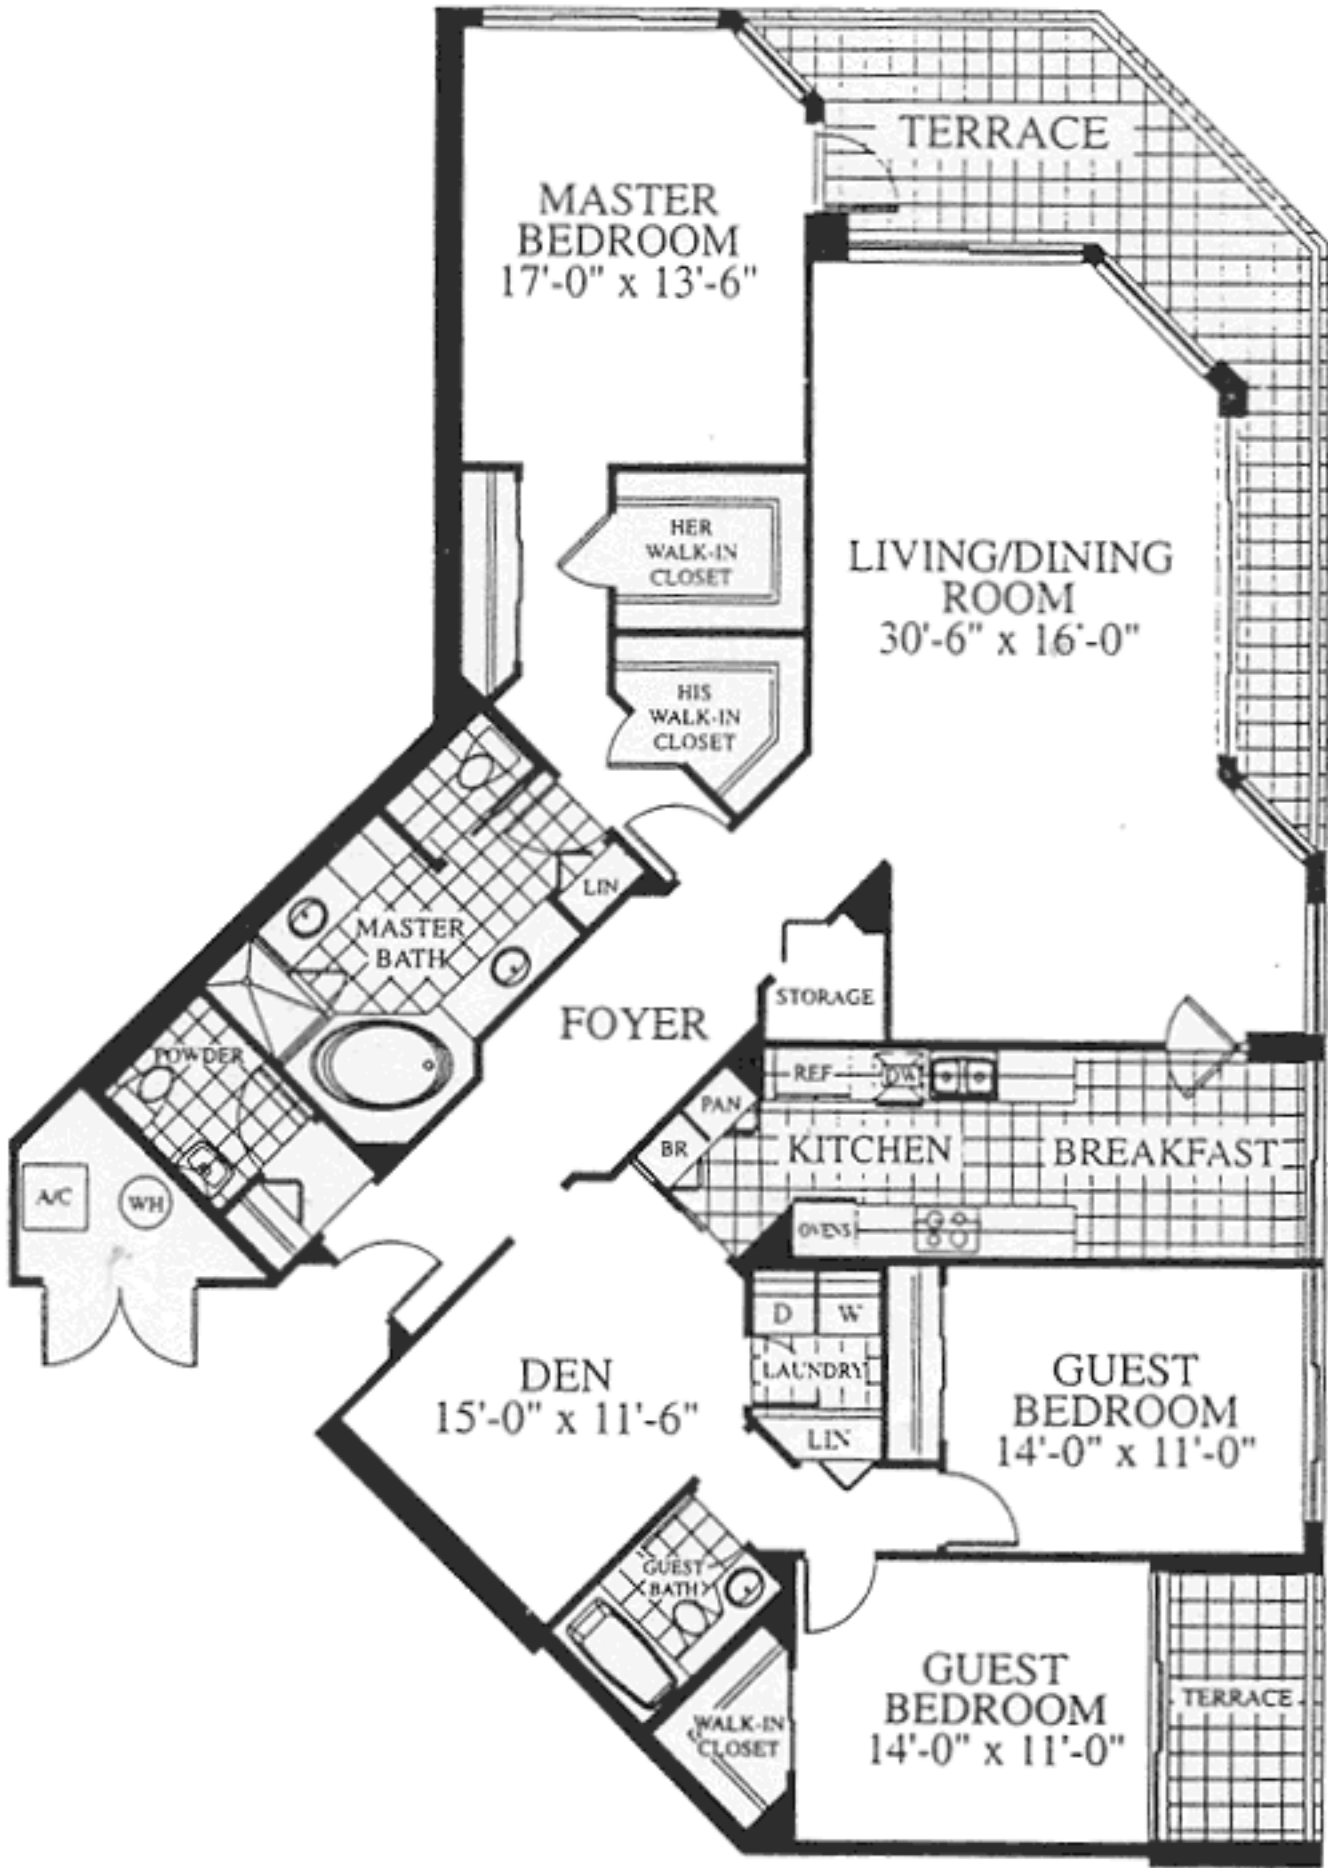 TERRACE
MASTER
BEDROOM
17'-0" x 13'-6"
HER
WALK-IN
CLOSET
LIVING/DINING
ROOM
30'-6" x 16'-0"
HIS
WALK-IN
CLOSET
LIN
MASTER
BATH
STORAGE
FOYER
POWDER
REF
DW
PAN
BR
KITCHEN
BREAKFAST
A/C
WH
OVENS
D
W
LAUNDRY
LIN
DEN
15'-0" x 11'-6"
GUEST
BEDROOM
14'-0" x 11'-0"
GUEST
BATH
GUEST
BEDROOM
14'-0" x 11'-0"
TERRACE
WALK-IN
CLOSET